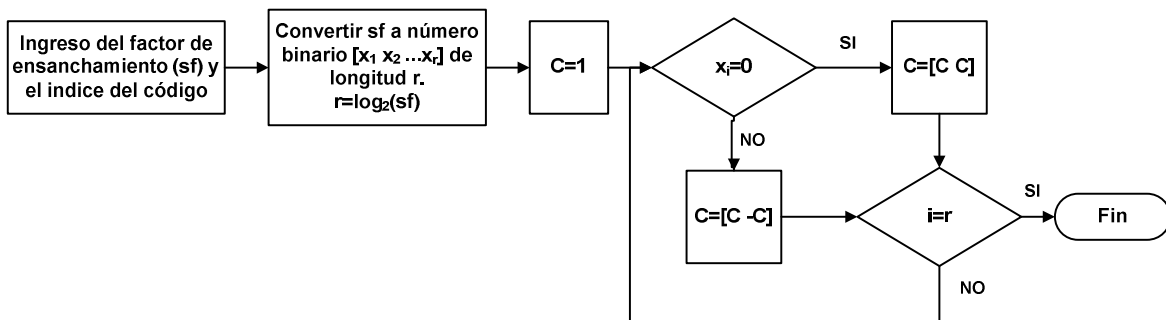 Ingreso del factor de
ensanchamiento (sf) y
el indice del código
Convertir sf a número
binario [x₁ x₂ ...xᵣ] de
longitud r.
r=log₂(sf)
C=1
xᵢ=0
SI
C=[C C]
NO
C=[C -C]
i=r
SI
Fin
NO